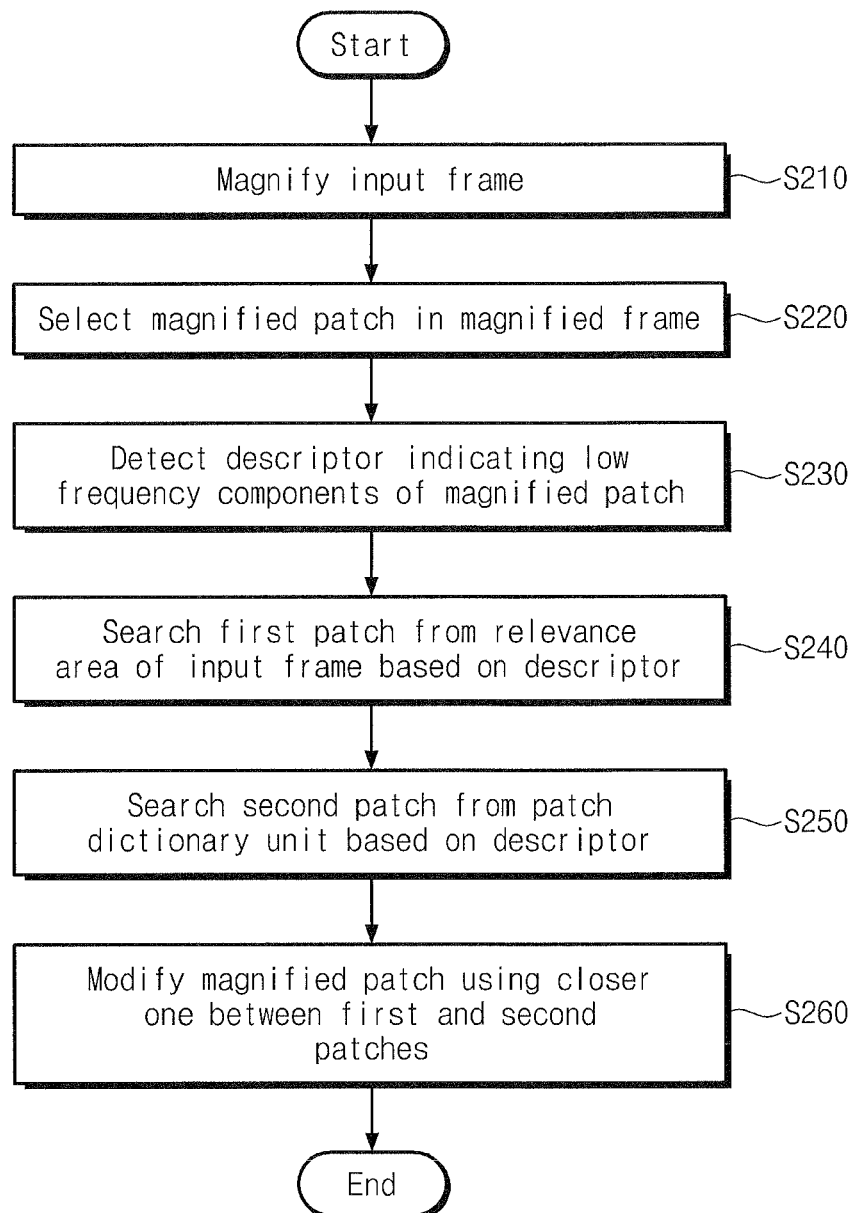 Start
Magnify input frame
S210
Select magnified patch in magnified frame
S220
Detect descriptor indicating low
frequency components of magnified patch
S230
Search first patch from relevance
area of input frame based on descriptor
S240
Search second patch from patch
dictionary unit based on descriptor
S250
Modify magnified patch using closer
one between first and second
patches
S260
End